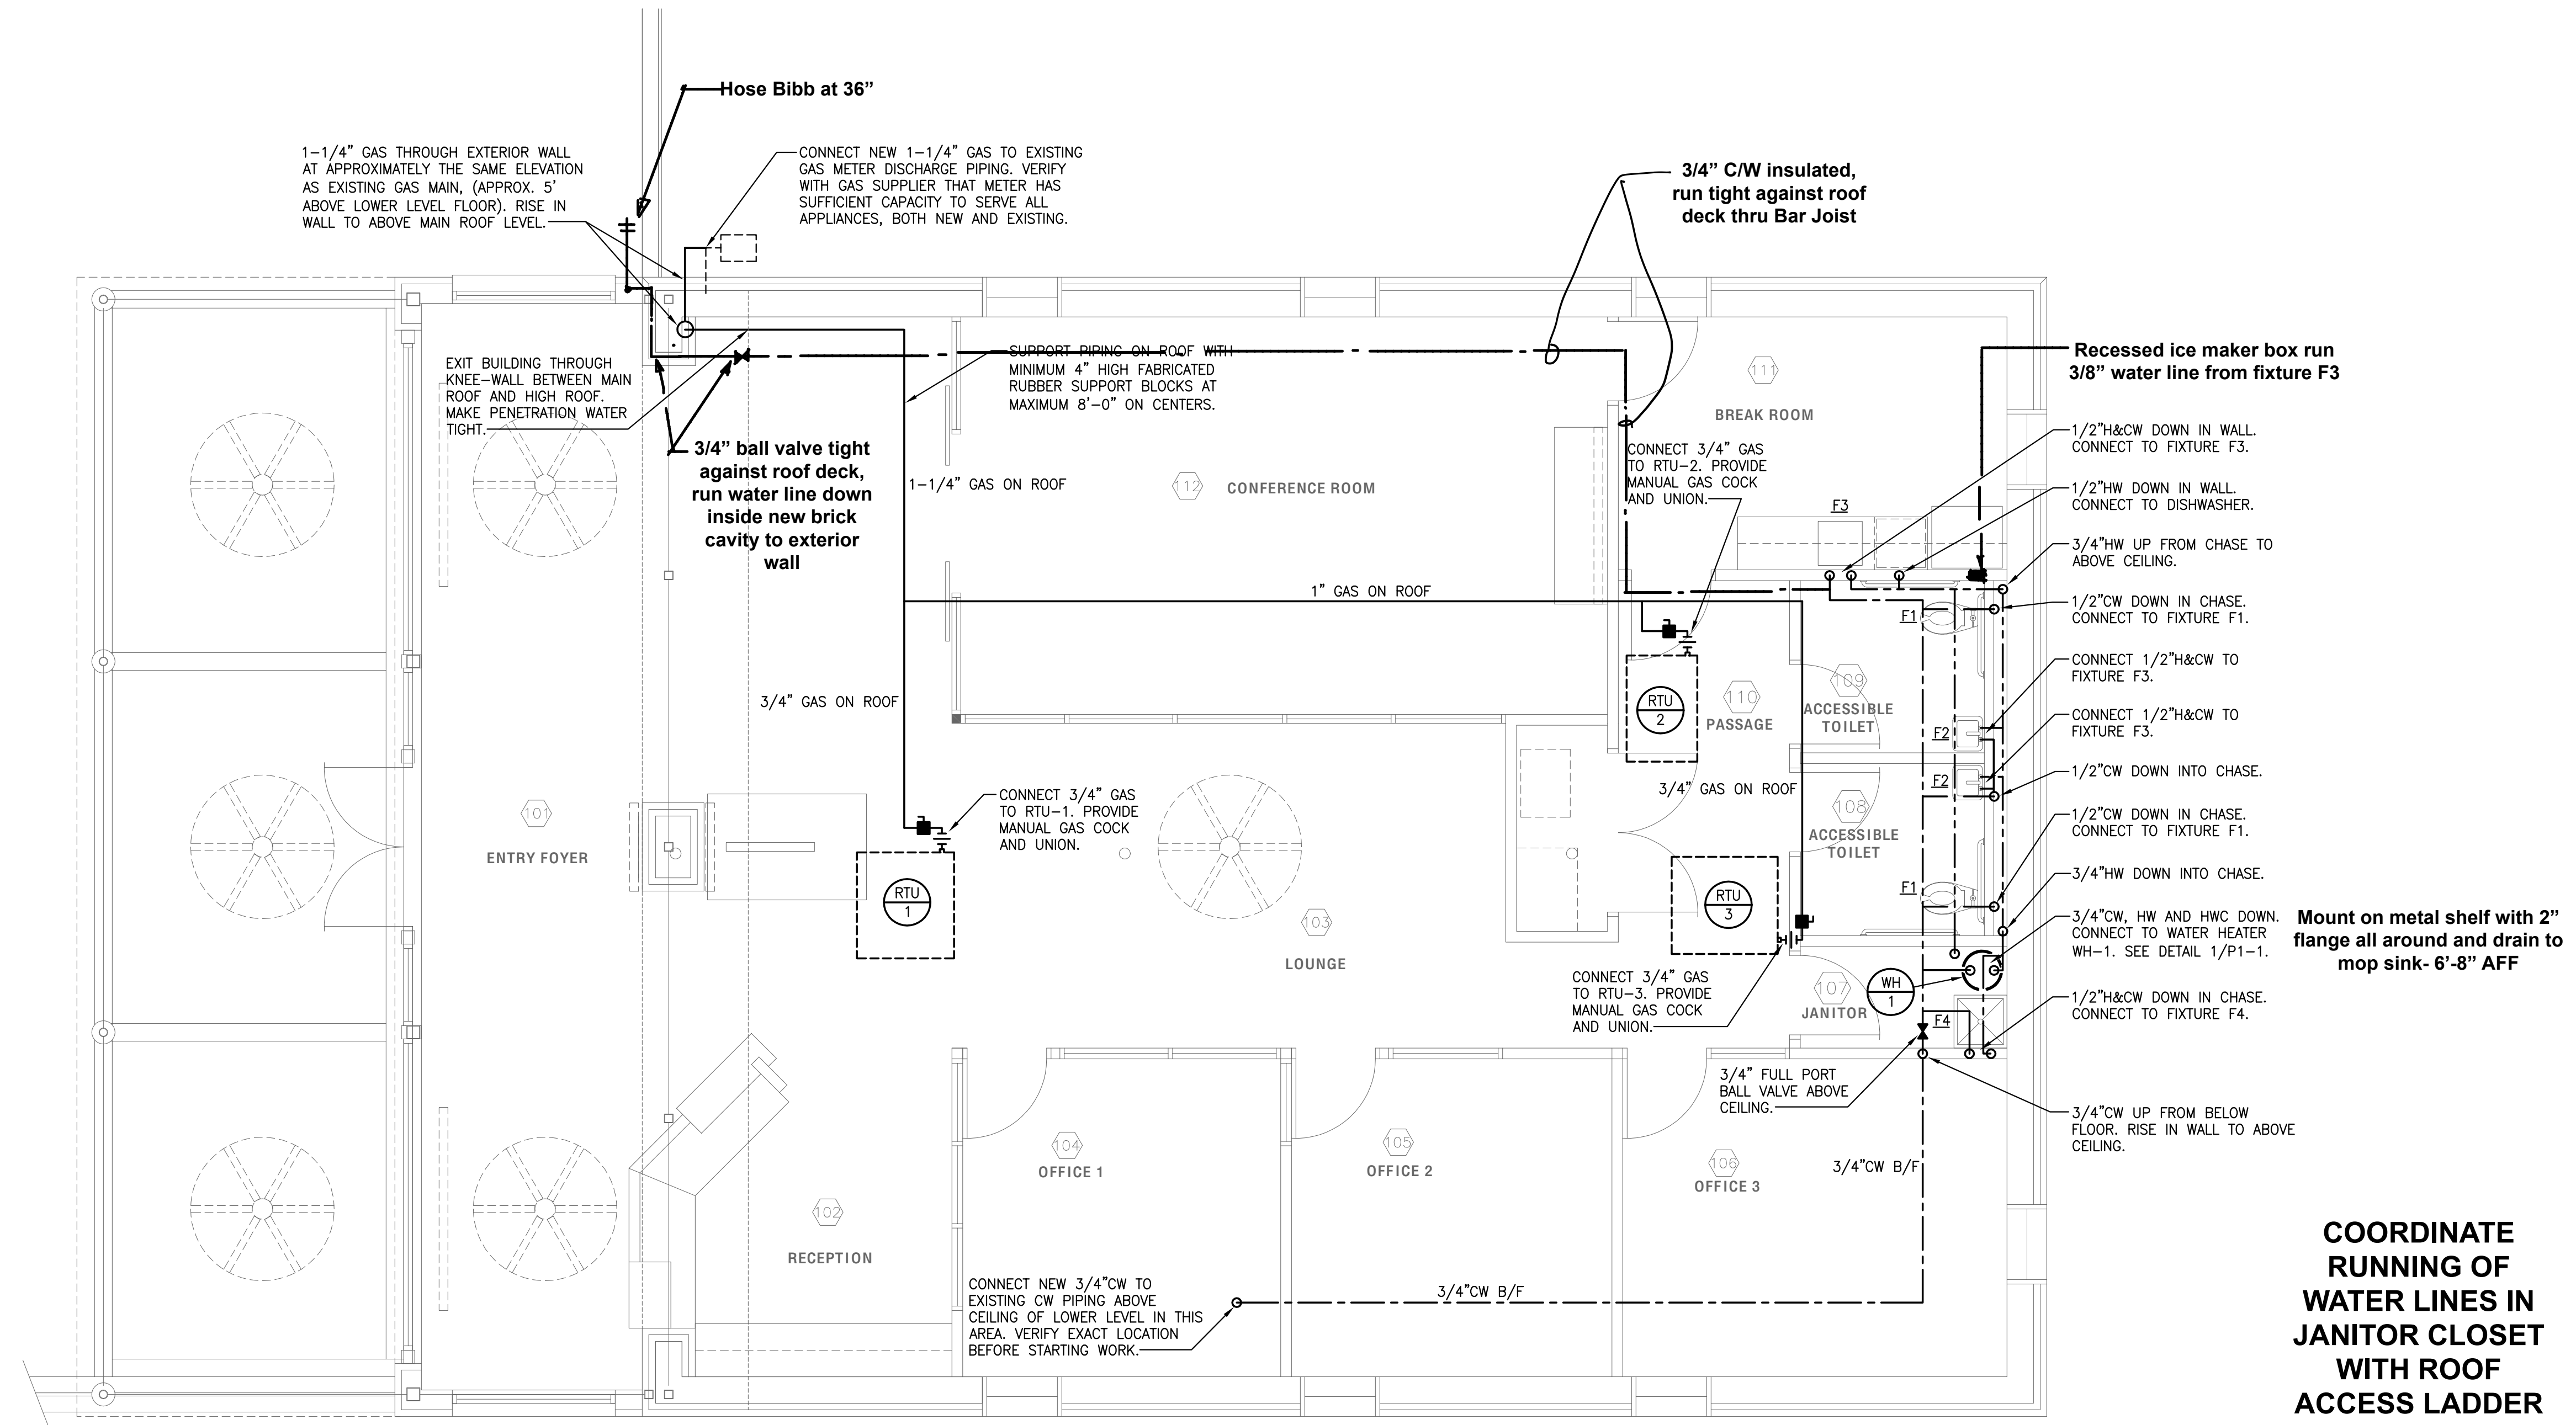 Hose Bibb at 36”
1-1/4” GAS THROUGH EXTERIOR WALL
AT APPROXIMATELY THE SAME ELEVATION
AS EXISTING GAS MAIN, (APPROX. 5’
ABOVE LOWER LEVEL FLOOR). RISE IN
WALL TO ABOVE MAIN ROOF LEVEL.
CONNECT NEW 1-1/4” GAS TO EXISTING
GAS METER DISCHARGE PIPING. VERIFY
WITH GAS SUPPLIER THAT METER HAS
SUFFICIENT CAPACITY TO SERVE ALL
APPLIANCES, BOTH NEW AND EXISTING.
3/4” C/W insulated,
run tight against roof
deck thru Bar Joist
EXIT BUILDING THROUGH
KNEE-WALL BETWEEN MAIN
ROOF AND HIGH ROOF.
MAKE PENETRATION WATER
TIGHT.
SUPPORT PIPING ON ROOF WITH
MINIMUM 4” HIGH FABRICATED
RUBBER SUPPORT BLOCKS AT
MAXIMUM 8’-0” ON CENTERS.
3/4” ball valve tight
against roof deck,
run water line down
inside new brick
cavity to exterior
wall
1-1/4” GAS ON ROOF
112
CONFERENCE ROOM
111
BREAK ROOM
CONNECT 3/4” GAS
TO RTU-2. PROVIDE
MANUAL GAS COCK
AND UNION.
F3
Recessed ice maker box run
3/8” water line from fixture F3
1/2”H&CW DOWN IN WALL.
CONNECT TO FIXTURE F3.
1/2”HW DOWN IN WALL.
CONNECT TO DISHWASHER.
3/4”HW UP FROM CHASE TO
ABOVE CEILING.
1/2”CW DOWN IN CHASE.
CONNECT TO FIXTURE F1.
CONNECT 1/2”H&CW TO
FIXTURE F3.
CONNECT 1/2”H&CW TO
FIXTURE F3.
1/2”CW DOWN INTO CHASE.
1/2”CW DOWN IN CHASE.
CONNECT TO FIXTURE F1.
3/4”HW DOWN INTO CHASE.
3/4”CW, HW AND HWC DOWN.
CONNECT TO WATER HEATER
WH-1. SEE DETAIL 1/P1-1.
Mount on metal shelf with 2”
flange all around and drain to
mop sink- 6’-8” AFF
1/2”H&CW DOWN IN CHASE.
CONNECT TO FIXTURE F4.
1” GAS ON ROOF
F1
RTU
2
110
PASSAGE
109
ACCESSIBLE
TOILET
F2
F2
3/4” GAS ON ROOF
3/4” GAS ON ROOF
108
ACCESSIBLE
TOILET
CONNECT 3/4” GAS
TO RTU-1. PROVIDE
MANUAL GAS COCK
AND UNION.
101
ENTRY FOYER
RTU
1
RTU
3
F1
103
LOUNGE
CONNECT 3/4” GAS
TO RTU-3. PROVIDE
MANUAL GAS COCK
AND UNION.
107
JANITOR
WH
1
F4
3/4” FULL PORT
BALL VALVE ABOVE
CEILING.
3/4”CW UP FROM BELOW
FLOOR. RISE IN WALL TO ABOVE
CEILING.
104
OFFICE 1
105
OFFICE 2
106
OFFICE 3
3/4”CW B/F
102
RECEPTION
CONNECT NEW 3/4”CW TO
EXISTING CW PIPING ABOVE
CEILING OF LOWER LEVEL IN THIS
AREA. VERIFY EXACT LOCATION
BEFORE STARTING WORK.
3/4”CW B/F
COORDINATE
RUNNING OF
WATER LINES IN
JANITOR CLOSET
WITH ROOF
ACCESS LADDER